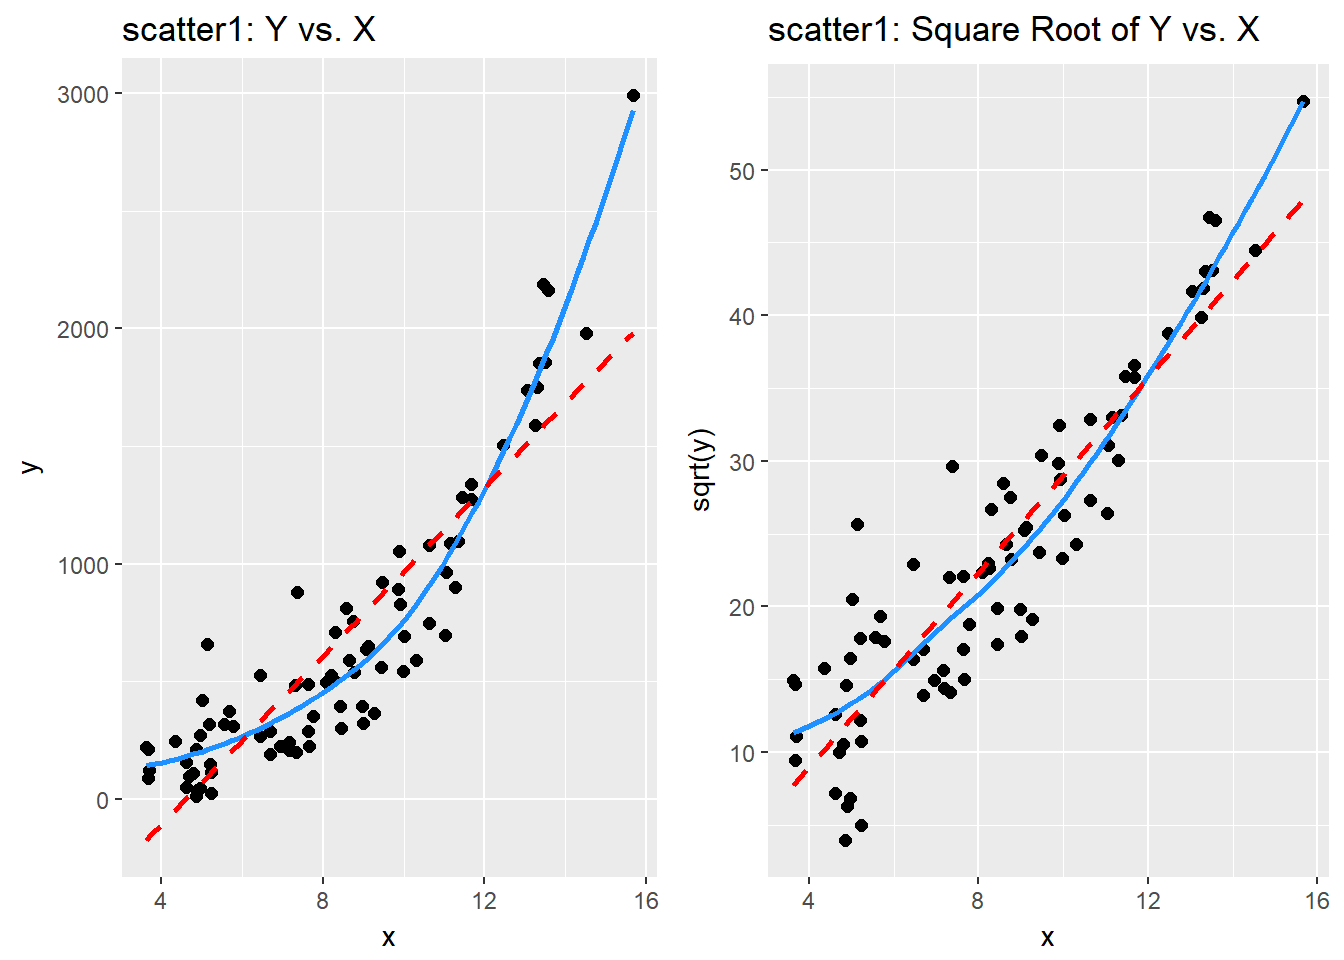 scatter1: Y vs. X
3000
2000
1000
0
y
4 8 12 16
x
scatter1: Square Root of Y vs. X
50
40
30
20
10
sqrt(y)
4 8 12 16
x